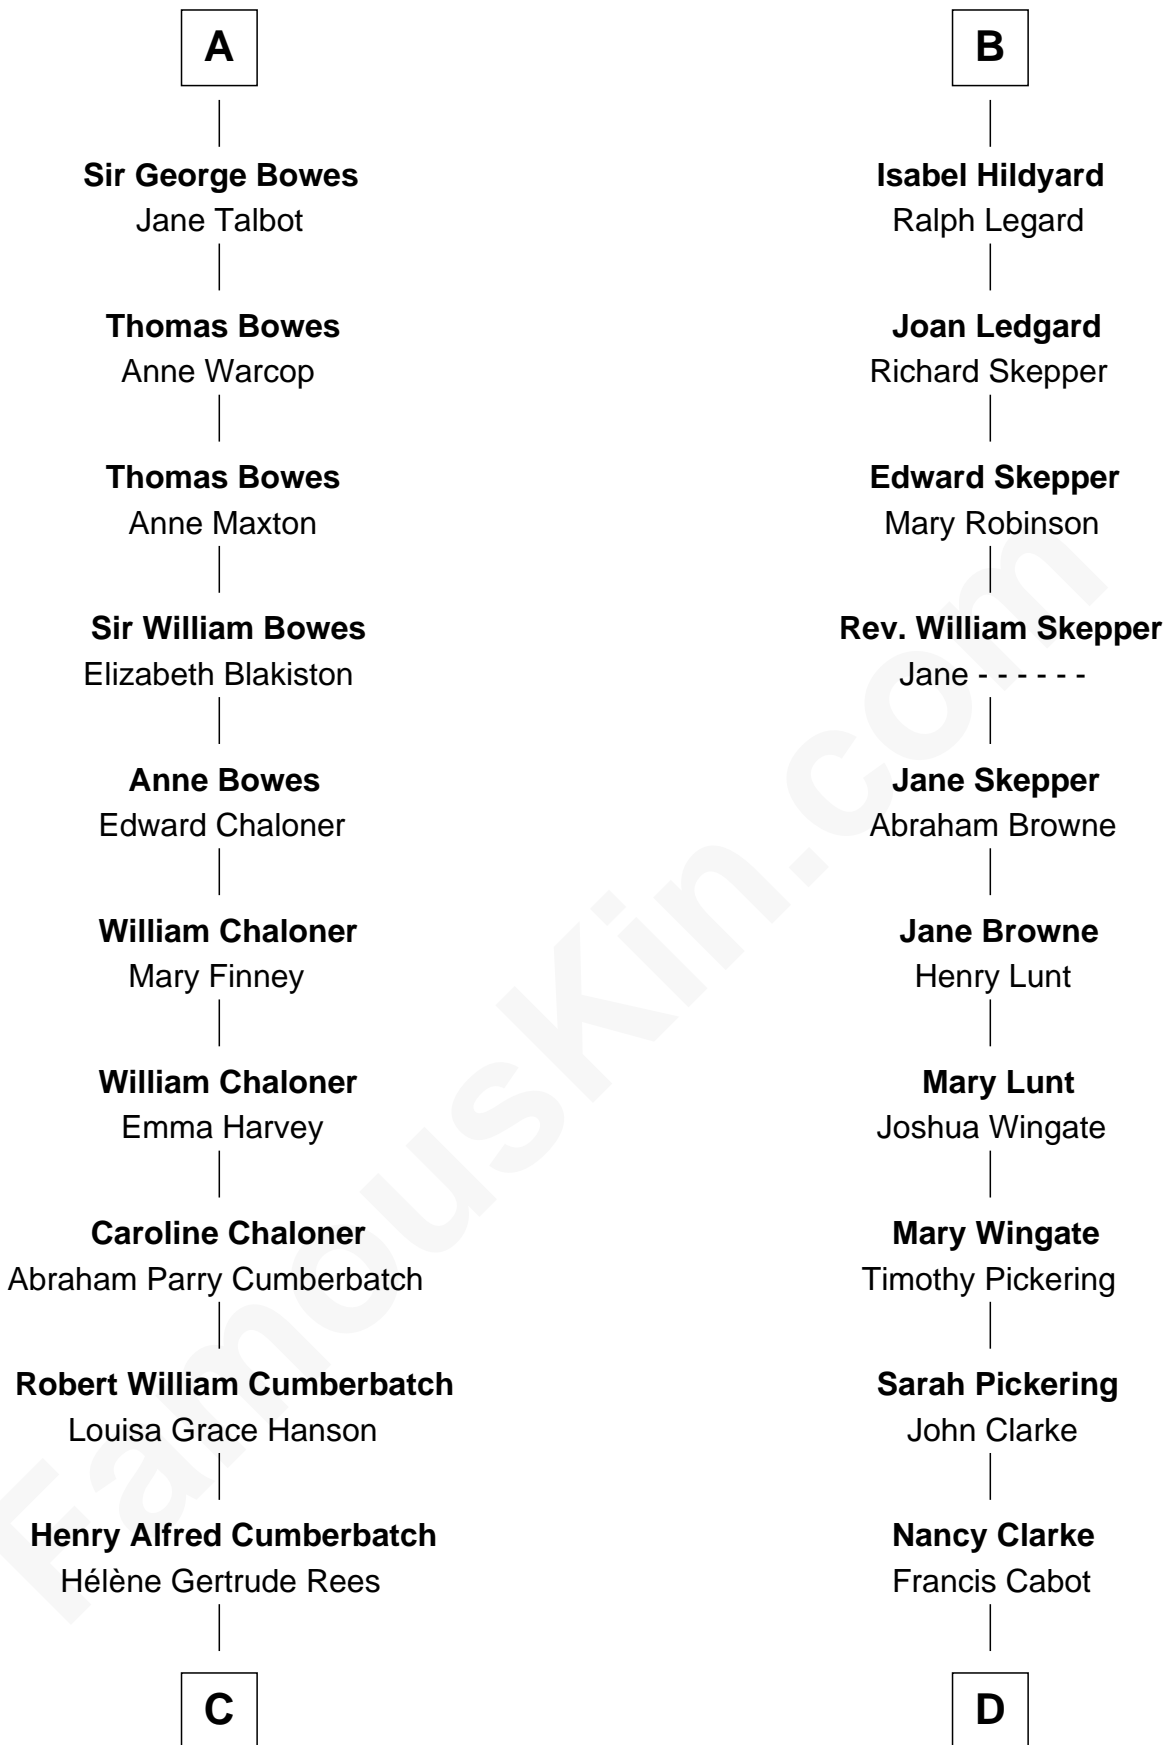 A
Sir George Bowes
Jane Talbot
Thomas Bowes
Anne Warcop
Thomas Bowes
Anne Maxton
Sir William Bowes
Elizabeth Blakiston
Anne Bowes
Edward Chaloner
William Chaloner
Mary Finney
William Chaloner
Emma Harvey
Caroline Chaloner
Abraham Parry Cumberbatch
Robert William Cumberbatch
Louisa Grace Hanson
Henry Alfred Cumberbatch
Hélène Gertrude Rees
C
B
Isabel Hildyard
Ralph Legard
Joan Ledgard
Richard Skepper
Edward Skepper
Mary Robinson
Rev. William Skepper
Jane - - - - - -
Jane Skepper
Abraham Browne
Jane Browne
Henry Lunt
Mary Lunt
Joshua Wingate
Mary Wingate
Timothy Pickering
Sarah Pickering
John Clarke
Nancy Clarke
Francis Cabot
D
FamousKin.com